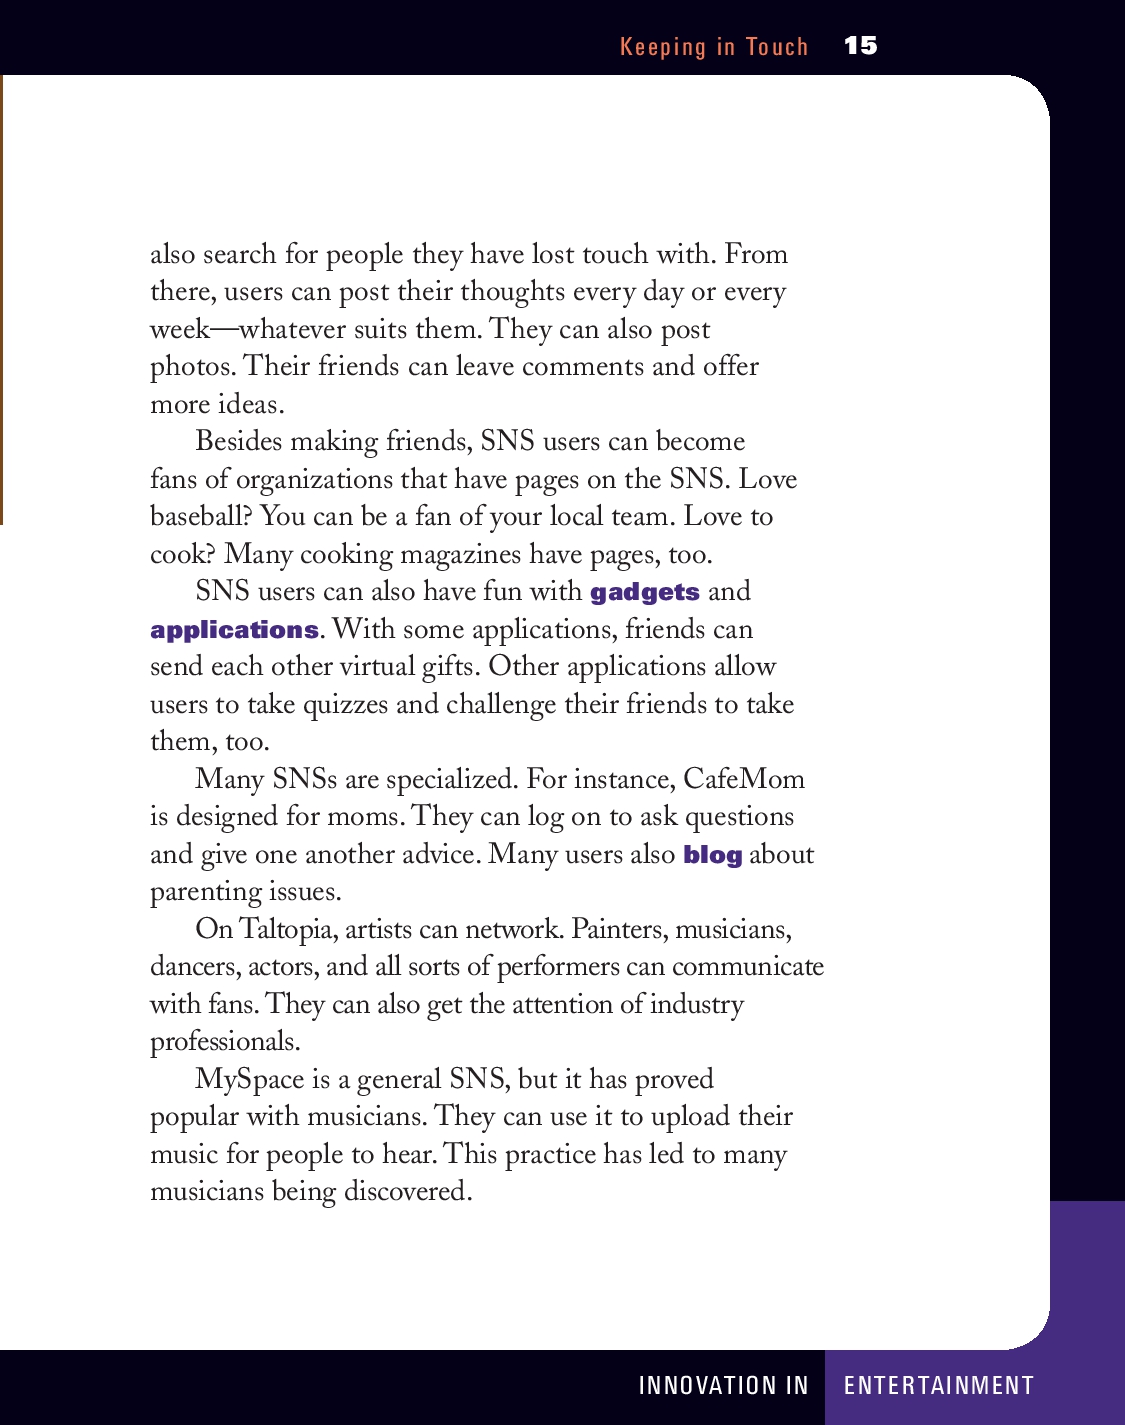 Keeping in Touch 15
also search for people they have lost touch with. From
there, users can post their thoughts every day or every
week—whatever suits them. They can also post
photos. Their friends can leave comments and offer
more ideas.
Besides making friends, SNS users can become
fans of organizations that have pages on the SNS. Love
baseball? You can be a fan of your local team. Love to
cook? Many cooking magazines have pages, too.
SNS users can also have fun with gadgets and
applications. With some applications, friends can
send each other virtual gifts. Other applications allow
users to take quizzes and challenge their friends to take
them, too.
Many SNSs are specialized. For instance, CafeMom
is designed for moms. They can log on to ask questions
and give one another advice. Many users also blog about
parenting issues.
On Taltopia, artists can network. Painters, musicians,
dancers, actors, and all sorts of performers can communicate
with fans. They can also get the attention of industry
professionals.
MySpace is a general SNS, but it has proved
popular with musicians. They can use it to upload their
music for people to hear. This practice has led to many
musicians being discovered.
INNOVATION IN ENTERTAINMENT